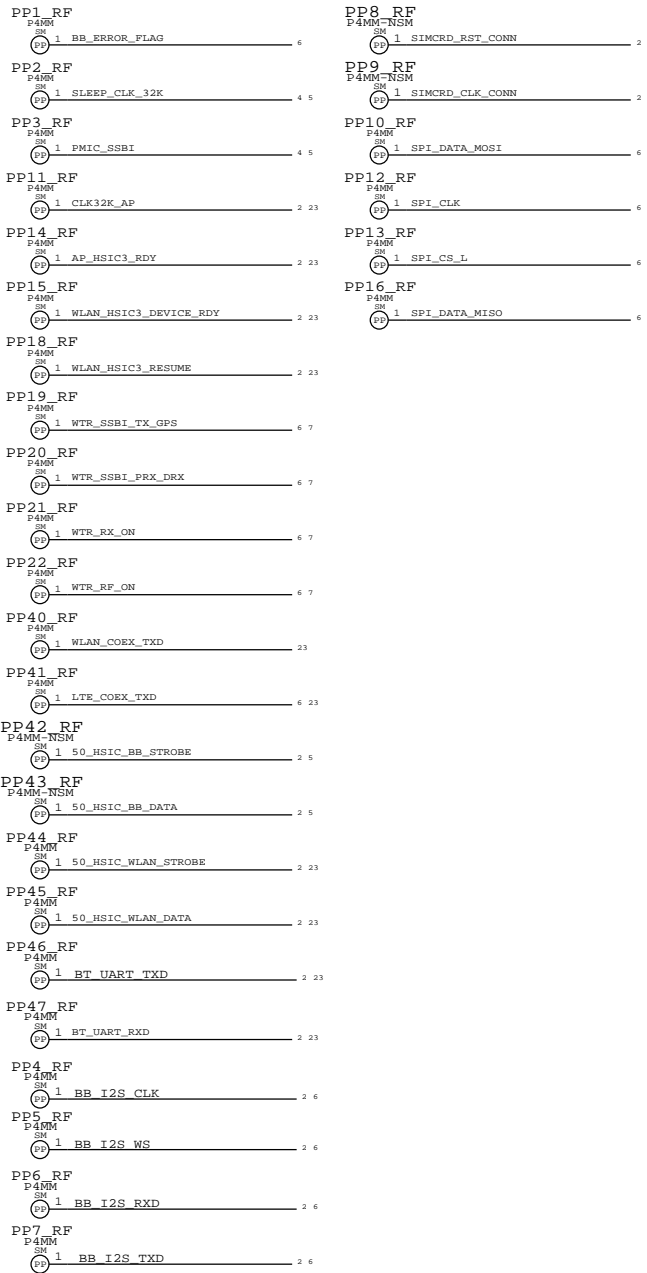 PP1_RF
P4MM
SM
PP 1 BB_ERROR_FLAG 6
PP2_RF
P4MM
SM
PP 1 SLEEP_CLK_32K 4 5
PP3_RF
P4MM
SM
PP 1 PMIC_SSBI 4 5
PP11_RF
P4MM
SM
PP 1 CLK32K_AP 2 23
PP14_RF
P4MM
SM
PP 1 AP_HSIC3_RDY 2 23
PP15_RF
P4MM
SM
PP 1 WLAN_HSIC3_DEVICE_RDY 2 23
PP18_RF
P4MM
SM
PP 1 WLAN_HSIC3_RESUME 2 23
PP19_RF
P4MM
SM
PP 1 WTR_SSBI_TX_GPS 6 7
PP20_RF
P4MM
SM
PP 1 WTR_SSBI_PRX_DRX 6 7
PP21_RF
P4MM
SM
PP 1 WTR_RX_ON 6 7
PP22_RF
P4MM
SM
PP 1 WTR_RF_ON 6 7
PP40_RF
P4MM
SM
PP 1 WLAN_COEX_TXD 23
PP41_RF
P4MM
SM
PP 1 LTE_COEX_TXD 6 23
PP42_RF
P4MM-NSM
SM
PP 1 50_HSIC_BB_STROBE 2 5
PP43_RF
P4MM-NSM
SM
PP 1 50_HSIC_BB_DATA 2 5
PP44_RF
P4MM
SM
PP 1 50_HSIC_WLAN_STROBE 2 23
PP45_RF
P4MM
SM
PP 1 50_HSIC_WLAN_DATA 2 23
PP46_RF
P4MM
SM
PP 1 BT_UART_TXD 2 23
PP47_RF
P4MM
SM
PP 1 BT_UART_RXD 2 23
PP4_RF
P4MM
SM
PP 1 BB_I2S_CLK 2 6
PP5_RF
P4MM
SM
PP 1 BB_I2S_WS 2 6
PP6_RF
P4MM
SM
PP 1 BB_I2S_RXD 2 6
PP7_RF
P4MM
SM
PP 1 BB_I2S_TXD 2 6
PP8_RF
P4MM-NSM
SM
PP 1 SIMCRD_RST_CONN 2
PP9_RF
P4MM-NSM
SM
PP 1 SIMCRD_CLK_CONN 2
PP10_RF
P4MM
SM
PP 1 SPI_DATA_MOSI 6
PP12_RF
P4MM
SM
PP 1 SPI_CLK 6
PP13_RF
P4MM
SM
PP 1 SPI_CS_L 6
PP16_RF
P4MM
SM
PP 1 SPI_DATA_MISO 6